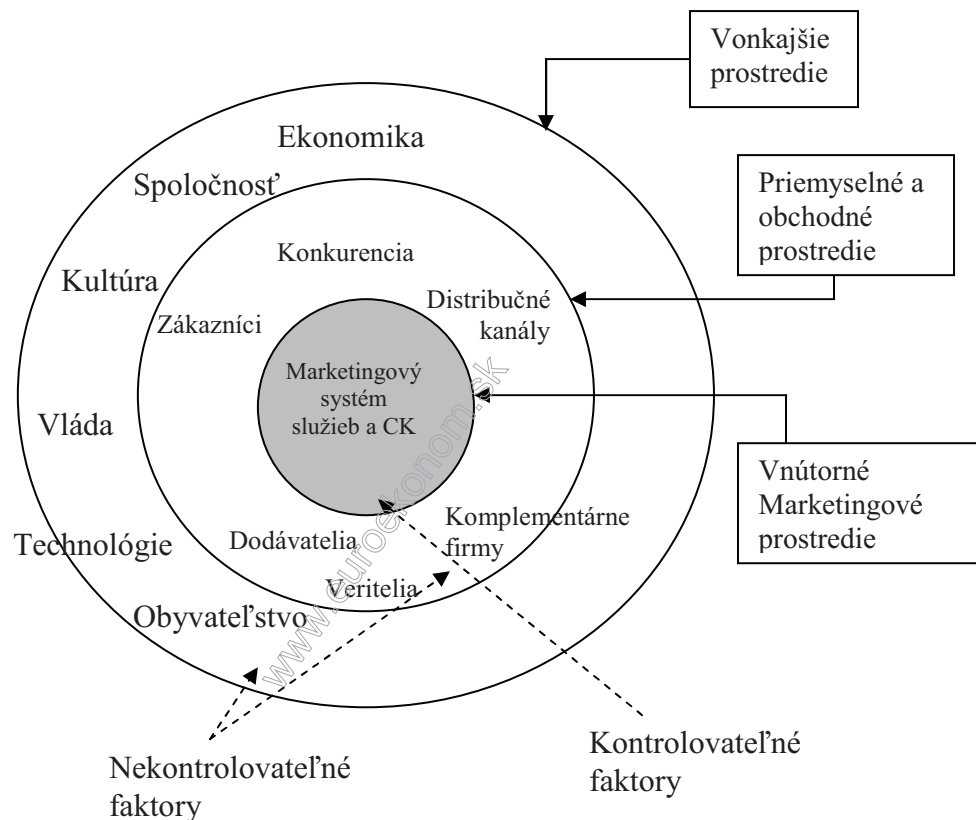 Vonkajšie
prostredie
Ekonomika
Spoločnosť
Priemyselné a
obchodné
prostredie
Konkurencia
Kultúra
Distribučné
kanály
Zákazníci
Marketingový
systém
služieb a CK
Vláda
Vnútorné
Marketingové
prostredie
Komplementárne
firmy
Dodávatelia
Technológie
Veritelia
Obyvateľstvo
www.euroekonom.sk
Nekontrolovateľné
faktory
Kontrolovateľné
faktory